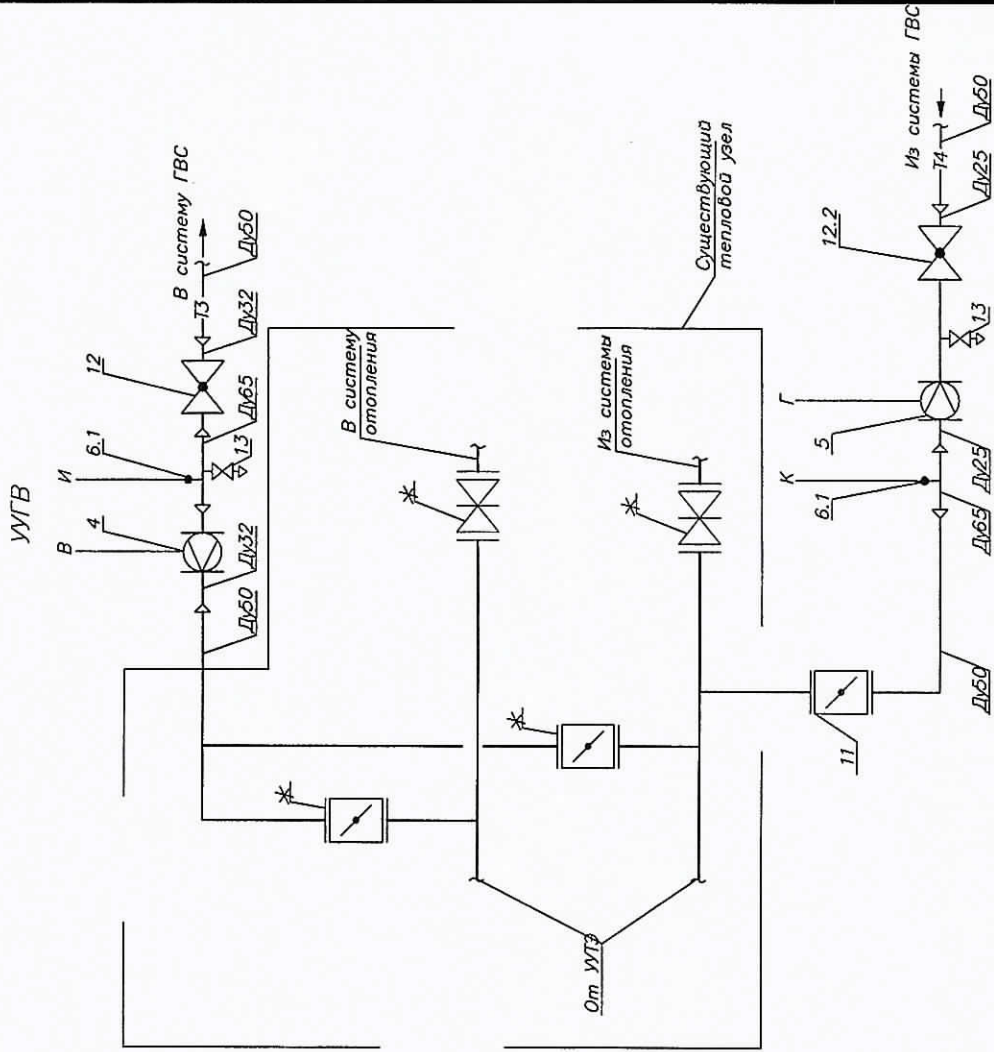 УУГВ
В
4
И
6.1
12
В систему ГВС
Т3
Ду50
Ду32
Ду65
13
Ду32
Ду50
В систему
отопления
*
Существующий
тепловой узел
Из системы
отопления
*
*
*
От УУТЭ
11
Из системы ГВС
Т4
Ду50
Ду25
12.2
13
Г
5
К
6.1
Ду25
Ду65
Ду50